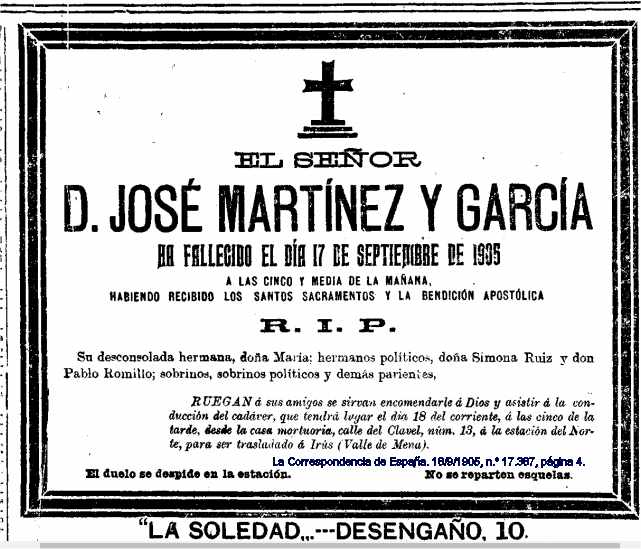 EL SEÑOR
D. JOSÉ MARTÍNEZ Y GARCÍA
HA FALLECIDO EL DÍA 17 DE SEPTIEMBRE DE 1905
A LAS CINCO Y MEDIA DE LA MAÑANA,
HABIENDO RECIBIDO LOS SANTOS SACRAMENTOS Y LA BENDICIÓN APOSTÓLICA
R. I. P.
Su desconsolada hermana, doña María; hermanos políticos, doña Simona Ruiz y don
Pablo Romillo; sobrinos, sobrinos políticos y demás parientes,
RUEGAN á sus amigos se sirvan encomendarle á Dios y asistir á la con-
ducción del cadáver, que tendrá lugar el día 18 del corriente, á las cinco de la
tarde, desde la casa mortuoria, calle del Clavel, núm. 13, á la estación del Nor-
te, para ser trasladado á Irús (Valle de Mena).
La Correspondencia de España. 18/9/1905, n.º 17.367, página 4.
El duelo se despide en la estación. No se reparten esquelas.
"LA SOLEDAD,,.---DESENGAÑO, 10.